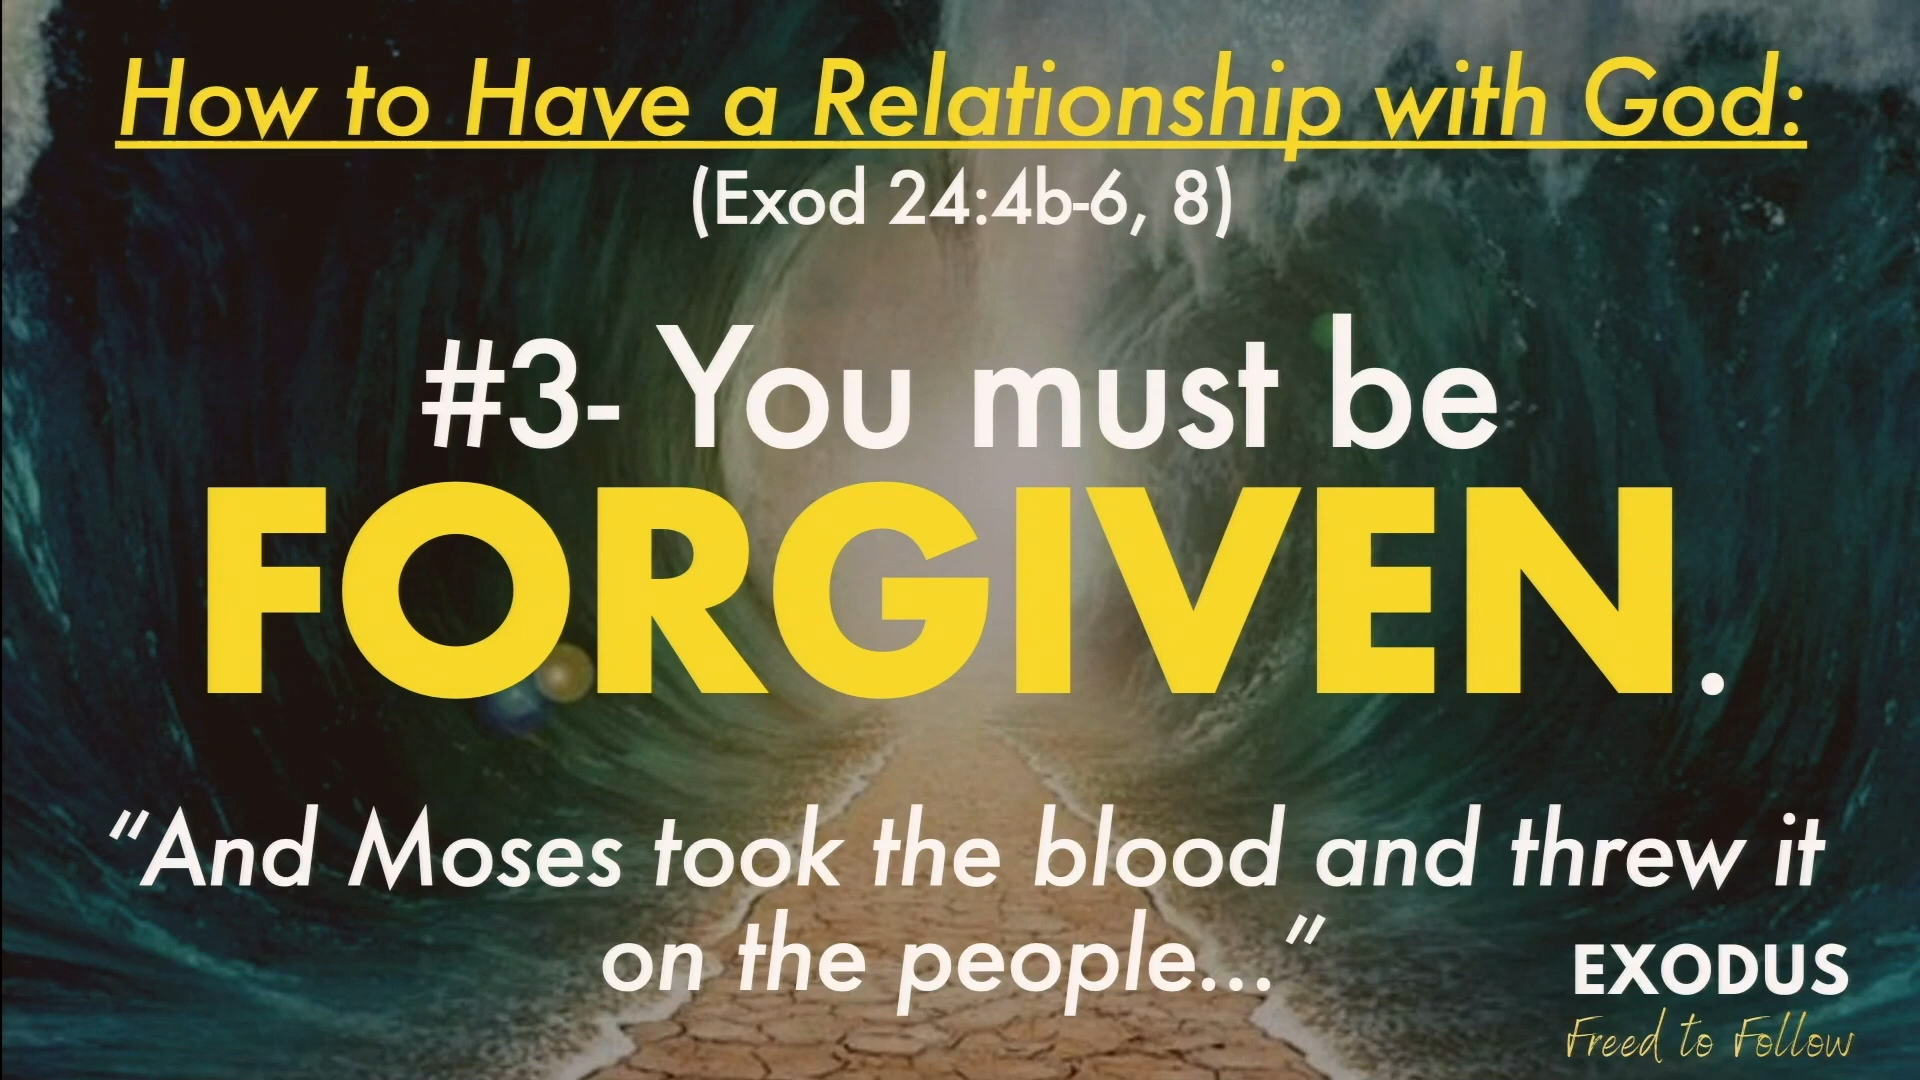 How to Have a Relationship with God:
(Exod 24:4b-6, 8)
#3- You must be
FORGIVEN.
“And Moses took the blood and threw it
on the people…”
EXODUS
Freed to Follow